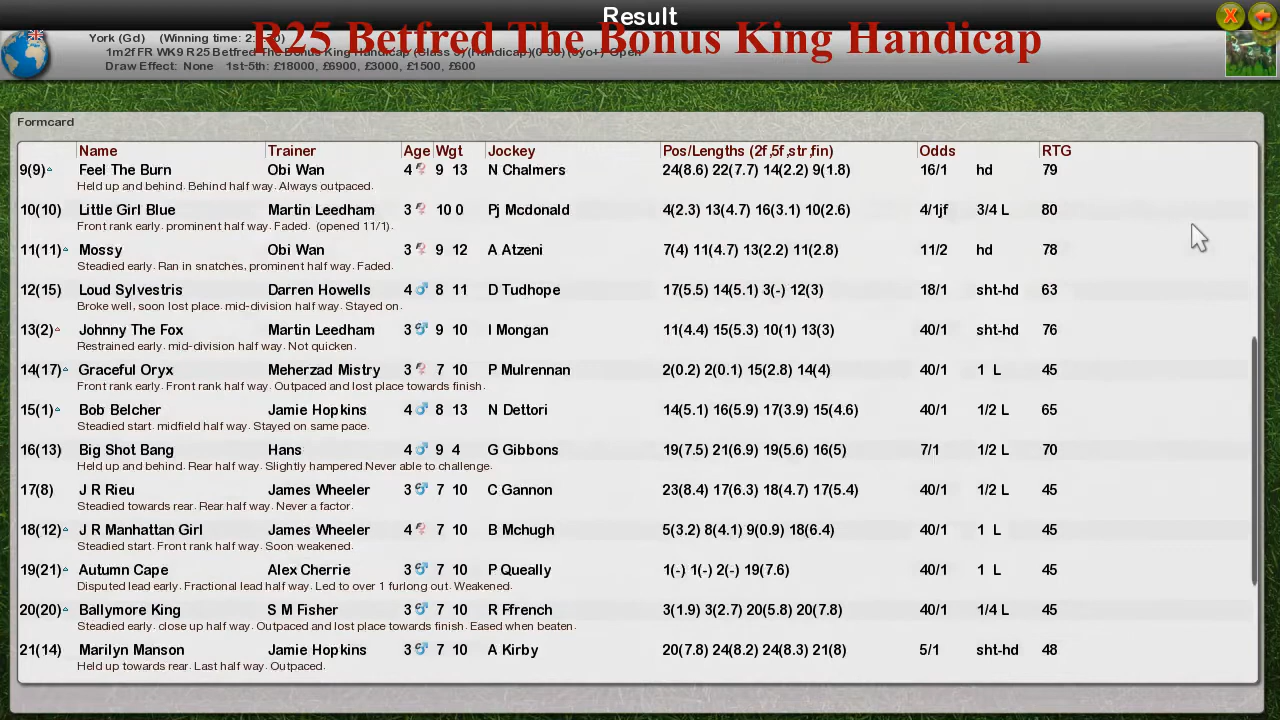 Result
R25 Betfred The Bonus King Handicap
York (Gd) (Winning time: 2:
1m2f FR WK9 R25 Betfred The Bonus King Handicap (Class 3) (Handicap)(0-90) (3yo+) Open
Draw Effect: None 1st-5th: £18000, £6900, £3000, £1500, £600
Formcard
Name Trainer Age Wgt Jockey Pos/Lengths (2f,5f,str,fin) Odds RTG
9(9) Feel The Burn Obi Wan 4 9 13 N Chalmers 24(8.6) 22(7.7) 14(2.2) 9(1.8) 16/1 hd 79
Held up and behind. Behind half way. Always outpaced.
10(10) Little Girl Blue Martin Leedham 3 10 0 Pj Mcdonald 4(2.3) 13(4.7) 16(3.1) 10(2.6) 4/1jf 3/4 L 80
Front rank early. prominent half way. Faded. (opened 11/1).
11(11) Mossy Obi Wan 3 9 12 A Atzeni 7(4) 11(4.7) 13(2.2) 11(2.8) 11/2 hd 78
Steadied early. Ran in snatches, prominent half way. Faded.
12(15) Loud Sylvestris Darren Howells 4 8 11 D Tudhope 17(5.5) 14(5.1) 3(-) 12(3) 18/1 sht-hd 63
Broke well, soon lost place. mid-division half way. Stayed on.
13(2) Johnny The Fox Martin Leedham 3 9 10 I Mongan 11(4.4) 15(5.3) 10(1) 13(3) 40/1 sht-hd 76
Restrained early. mid-division half way. Not quicken.
14(17) Graceful Oryx Meherzad Mistry 3 7 10 P Mulrennan 2(0.2) 2(0.1) 15(2.8) 14(4) 40/1 1 L 45
Front rank early. Front rank half way. Outpaced and lost place towards finish.
15(1) Bob Belcher Jamie Hopkins 4 8 13 N Dettori 14(5.1) 16(5.9) 17(3.9) 15(4.6) 40/1 1/2 L 65
Steadied start. midfield half way. Stayed on same pace.
16(13) Big Shot Bang Hans 4 9 4 G Gibbons 19(7.5) 21(6.9) 19(5.6) 16(5) 7/1 1/2 L 70
Held up and behind. Rear half way. Slightly hampered Never able to challenge.
17(8) J R Rieu James Wheeler 3 7 10 C Gannon 23(8.4) 17(6.3) 18(4.7) 17(5.4) 40/1 1/2 L 45
Steadied towards rear. Rear half way. Never a factor.
18(12) J R Manhattan Girl James Wheeler 4 7 10 B Mchugh 5(3.2) 8(4.1) 9(0.9) 18(6.4) 40/1 1 L 45
Steadied start. Front rank half way. Soon weakened.
19(21) Autumn Cape Alex Cherrie 3 7 10 P Queally 1(-) 1(-) 2(-) 19(7.6) 40/1 1 L 45
Disputed lead early. Fractional lead half way. Led to over 1 furlong out. Weakened.
20(20) Ballymore King S M Fisher 3 7 10 R Ffrench 3(1.9) 3(2.7) 20(5.8) 20(7.8) 40/1 1/4 L 45
Steadied early. close up half way. Outpaced and lost place towards finish. Eased when beaten.
21(14) Marilyn Manson Jamie Hopkins 3 7 10 A Kirby 20(7.8) 24(8.2) 24(8.3) 21(8) 5/1 sht-hd 48
Held up towards rear. Last half way. Outpaced.